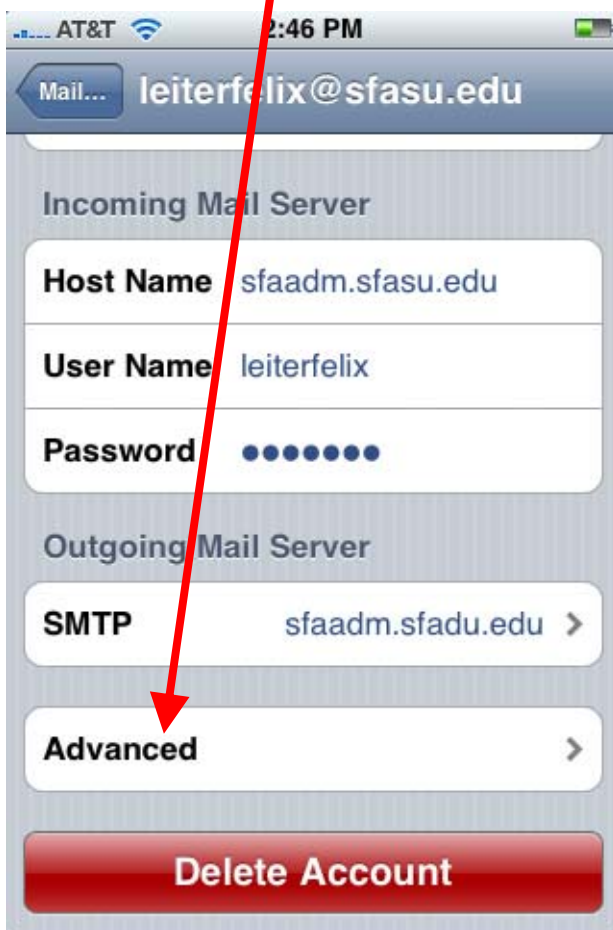 AT&T 2:46 PM
Mail... leiterfelix@sfasu.edu
Incoming Mail Server
Host Name sfaadm.sfasu.edu
User Name leiterfelix
Password ●●●●●●●
Outgoing Mail Server
SMTP sfaadm.sfadu.edu
Advanced
Delete Account